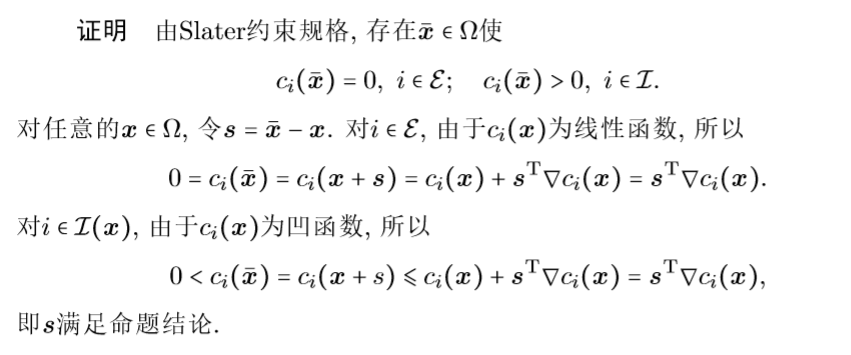 证明 由Slater约束规格, 存在x̄ ∈ Ω使
cᵢ(x̄) = 0, i ∈ ℰ; cᵢ(x̄) > 0, i ∈ ℐ.
对任意的x ∈ Ω, 令s = x̄ − x. 对i ∈ ℰ, 由于cᵢ(x)为线性函数, 所以
0 = cᵢ(x̄) = cᵢ(x + s) = cᵢ(x) + sᵀ∇cᵢ(x) = sᵀ∇cᵢ(x).
对i ∈ ℐ(x), 由于cᵢ(x)为凹函数, 所以
0 < cᵢ(x̄) = cᵢ(x + s) ⩽ cᵢ(x) + sᵀ∇cᵢ(x) = sᵀ∇cᵢ(x),
即s满足命题结论.